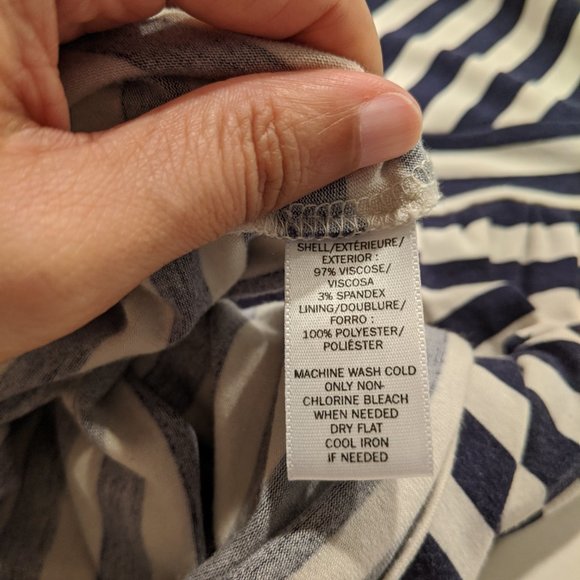 SHELL/EXTÉRIEURE/
EXTERIOR :
97% VISCOSE/
VISCOSA
3% SPANDEX
LINING/DOUBLURE/
FORRO :
100% POLYESTER/
POLIÉSTER
MACHINE WASH COLD
ONLY NON-
CHLORINE BLEACH
WHEN NEEDED
DRY FLAT
COOL IRON
IF NEEDED